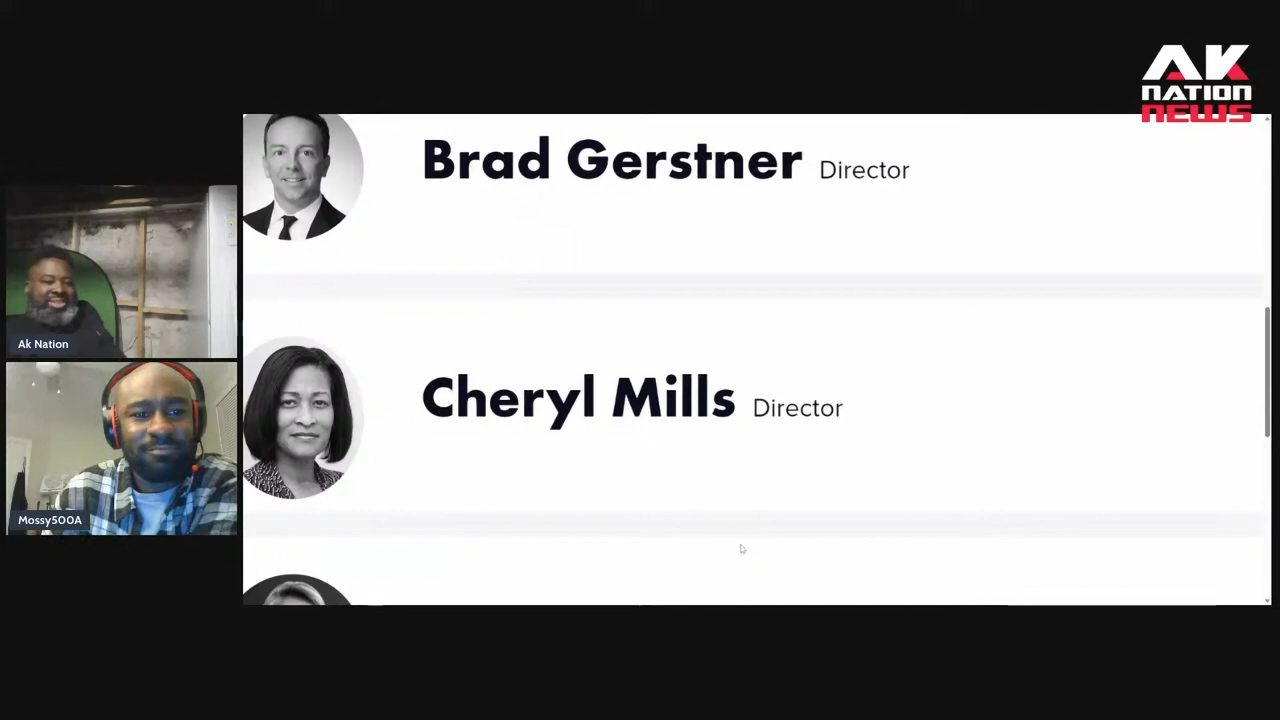 AK
NATION
NEWS
Brad Gerstner Director
Ak Nation
Cheryl Mills Director
Mossy500A